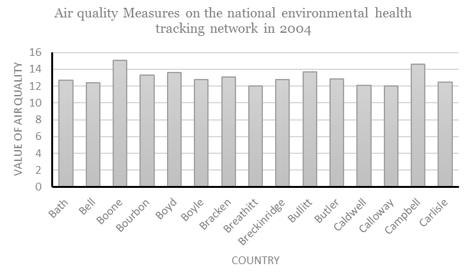 Air quality Measures on the national environmental health
tracking network in 2004
VALUE OF AIR QUALITY
16
14
12
10
8
6
4
2
0
Bath
Bell
Boone
Bourbon
Boyd
Boyle
Bracken
Breathitt
Breckinridge
Bullitt
Butler
Caldwell
Calloway
Campbell
Carlisle
COUNTRY